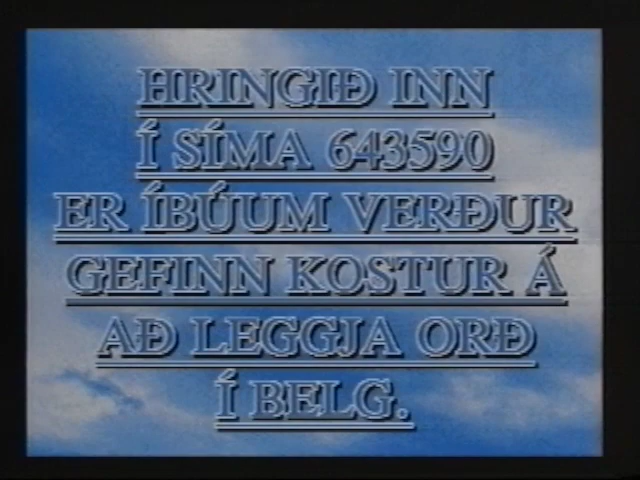 HRINGIÐ INN
Í SÍMA 643590
ER ÍBÚUM VERÐUR
GEFINN KOSTUR Á
AÐ LEGGJA ORÐ
Í BELG.